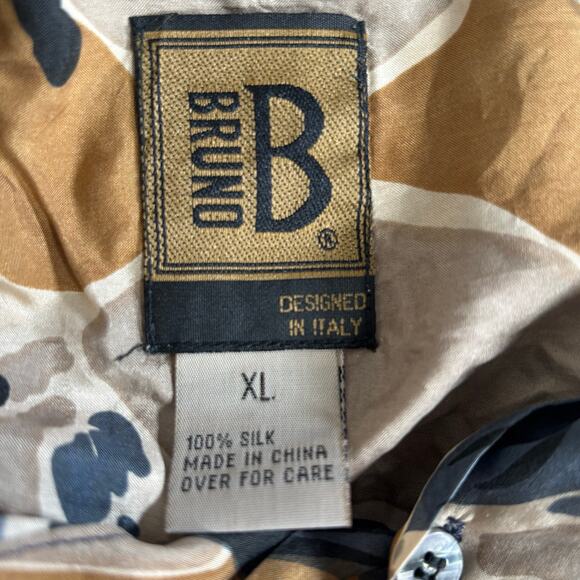 BRUNO
B
®
DESIGNED
IN ITALY
XL
100% SILK
MADE IN CHINA
OVER FOR CARE